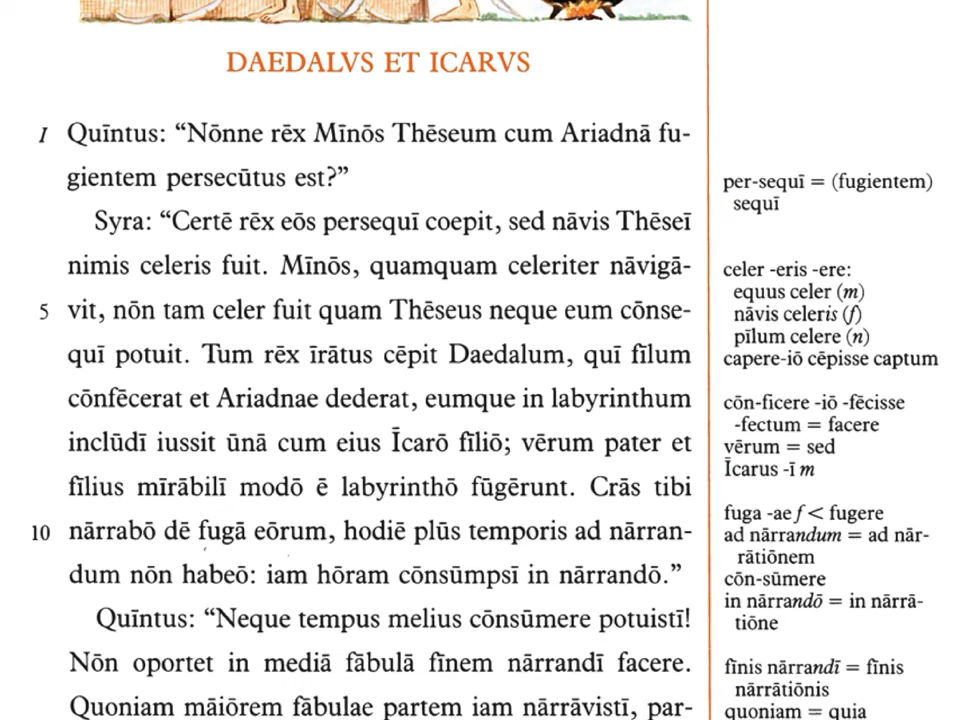 DAEDALVS ET ICARVS
I Quīntus: “Nōnne rēx Mīnōs Thēseum cum Ariadnā fu-
gientem persecūtus est?”
Syra: “Certē rēx eōs persequī coepit, sed nāvis Thēseī
nimis celeris fuit. Mīnōs, quamquam celeriter nāvigā-
5 vit, nōn tam celer fuit quam Thēseus neque eum cōnse-
quī potuit. Tum rēx īrātus cēpit Daedalum, quī fīlum
cōnfēcerat et Ariadnae dederat, eumque in labyrinthum
inclūdī iussit ūnā cum eius Īcarō fīliō; vērum pater et
fīlius mīrābilī modō ē labyrinthō fūgērunt. Crās tibi
10 nārrabō dē fugā eōrum, hodiē plūs temporis ad nārran-
dum nōn habeō: iam hōram cōnsūmpsī in nārrandō.”
Quīntus: “Neque tempus melius cōnsūmere potuistī!
Nōn oportet in mediā fābulā fīnem nārrandī facere.
Quoniam māiōrem fābulae partem iam nārrāvistī, par-
per-sequī = (fugientem)
sequī
celer -eris -ere:
equus celer (m)
nāvis celeris (f)
pīlum celere (n)
capere -iō cēpisse captum
cōn-ficere -iō -fēcisse
-fectum = facere
vērum = sed
Īcarus -ī m
fuga -ae f < fugere
ad nārrandum = ad nār-
rātiōnem
cōn-sūmere
in nārrandō = in nārrā-
tiōne
fīnis nārrandī = fīnis
nārrātiōnis
quoniam = quia